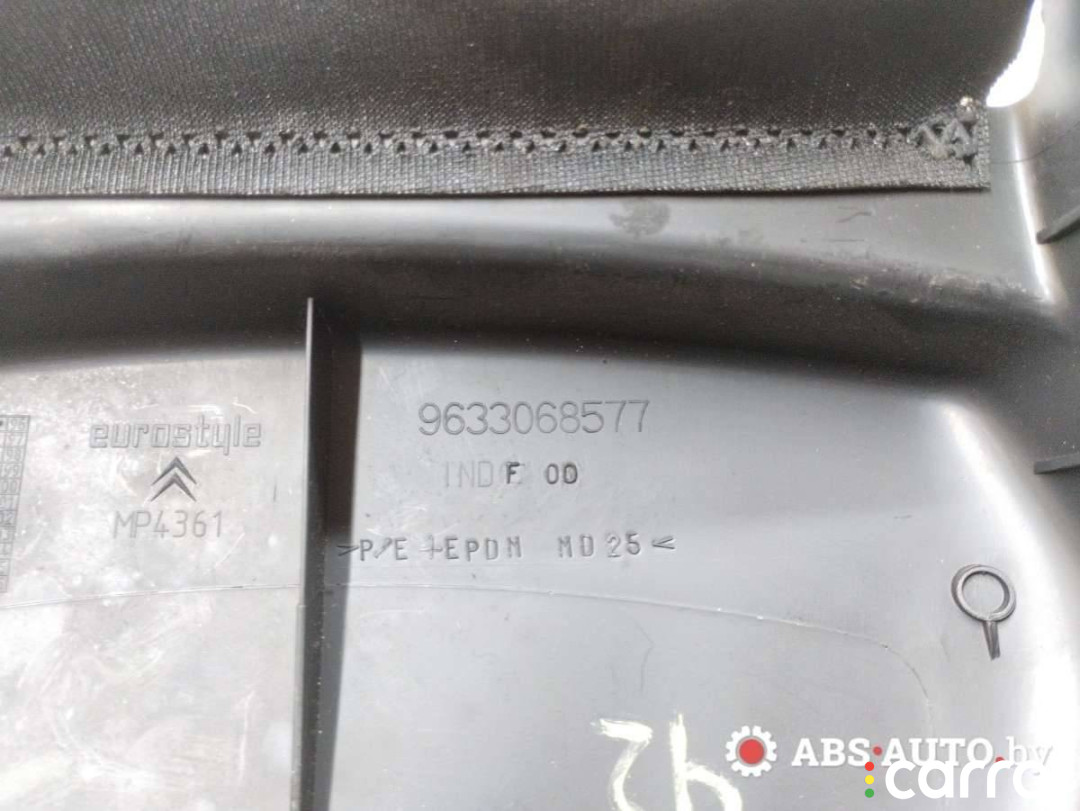 eurostyle
MP4361
9633068577
IND F 00
>P/E+EPDM MD25<
ABS-AUTO.by
carro